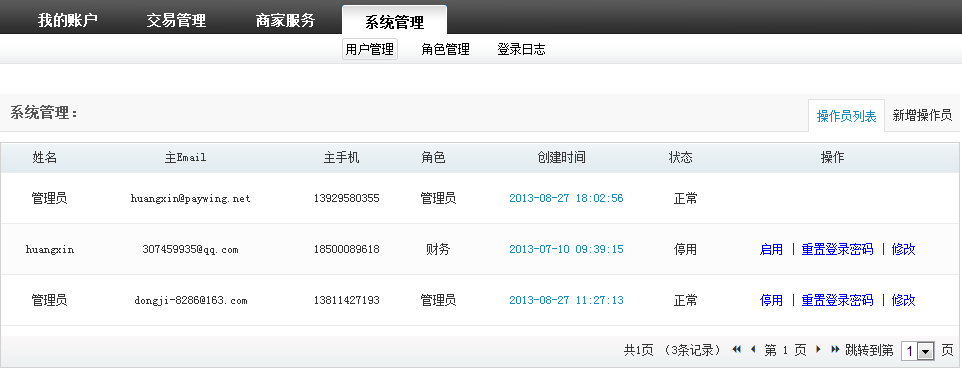 我的账户 交易管理 商家服务 系统管理
用户管理 角色管理 登录日志
系统管理： 操作员列表 新增操作员
姓名 主Email 主手机 角色 创建时间 状态 操作
管理员 huangxin@paywing.net 13929580355 管理员 2013-08-27 18:02:56 正常
huangxin 307459935@qq.com 18500089618 财务 2013-07-10 09:39:15 停用 启用 | 重置登录密码 | 修改
管理员 dongji-8286@163.com 13811427193 管理员 2013-08-27 11:27:13 正常 停用 | 重置登录密码 | 修改
共1页 （3条记录） 第 1 页 跳转到第 1 页